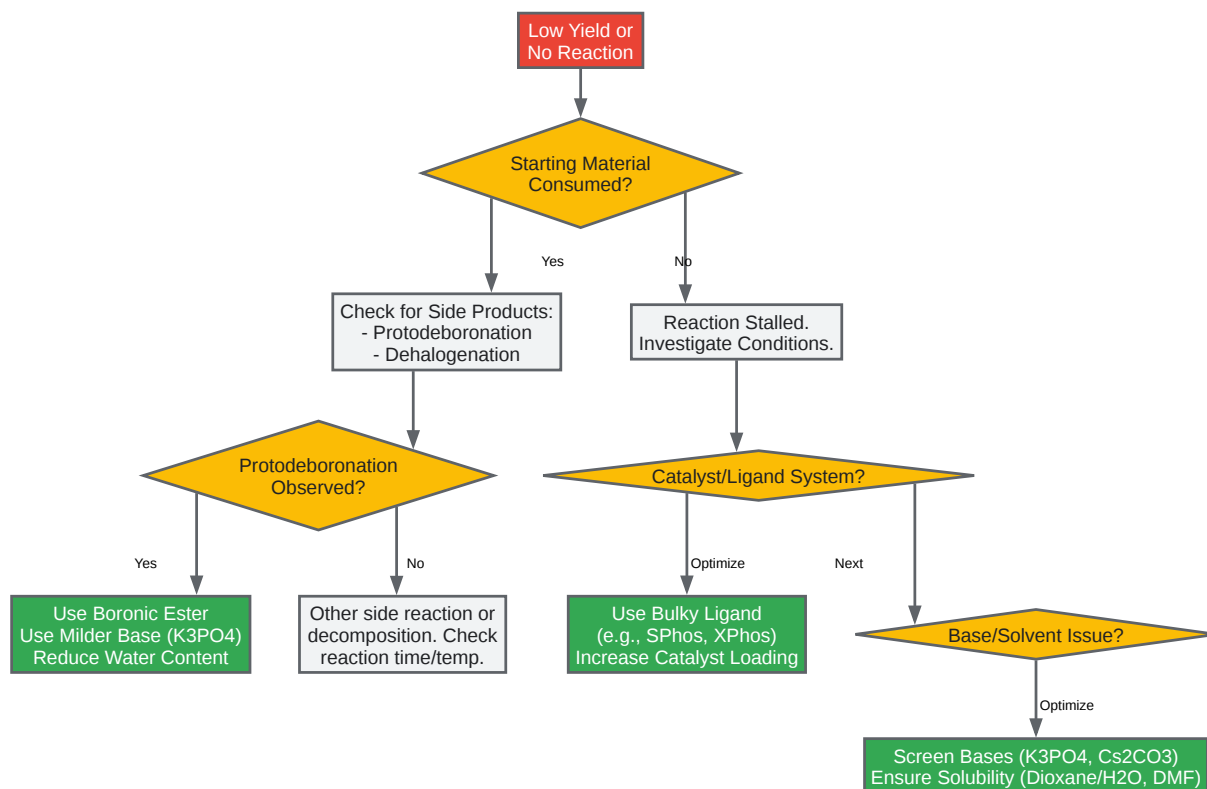 Low Yield or
No Reaction
Starting Material
Consumed?
Yes
No
Check for Side Products:
- Protodeboronation
- Dehalogenation
Reaction Stalled.
Investigate Conditions.
Protodeboronation
Observed?
Catalyst/Ligand System?
Yes
No
Optimize
Next
Use Boronic Ester
Use Milder Base (K3PO4)
Reduce Water Content
Other side reaction or
decomposition. Check
reaction time/temp.
Use Bulky Ligand
(e.g., SPhos, XPhos)
Increase Catalyst Loading
Base/Solvent Issue?
Optimize
Screen Bases (K3PO4, Cs2CO3)
Ensure Solubility (Dioxane/H2O, DMF)